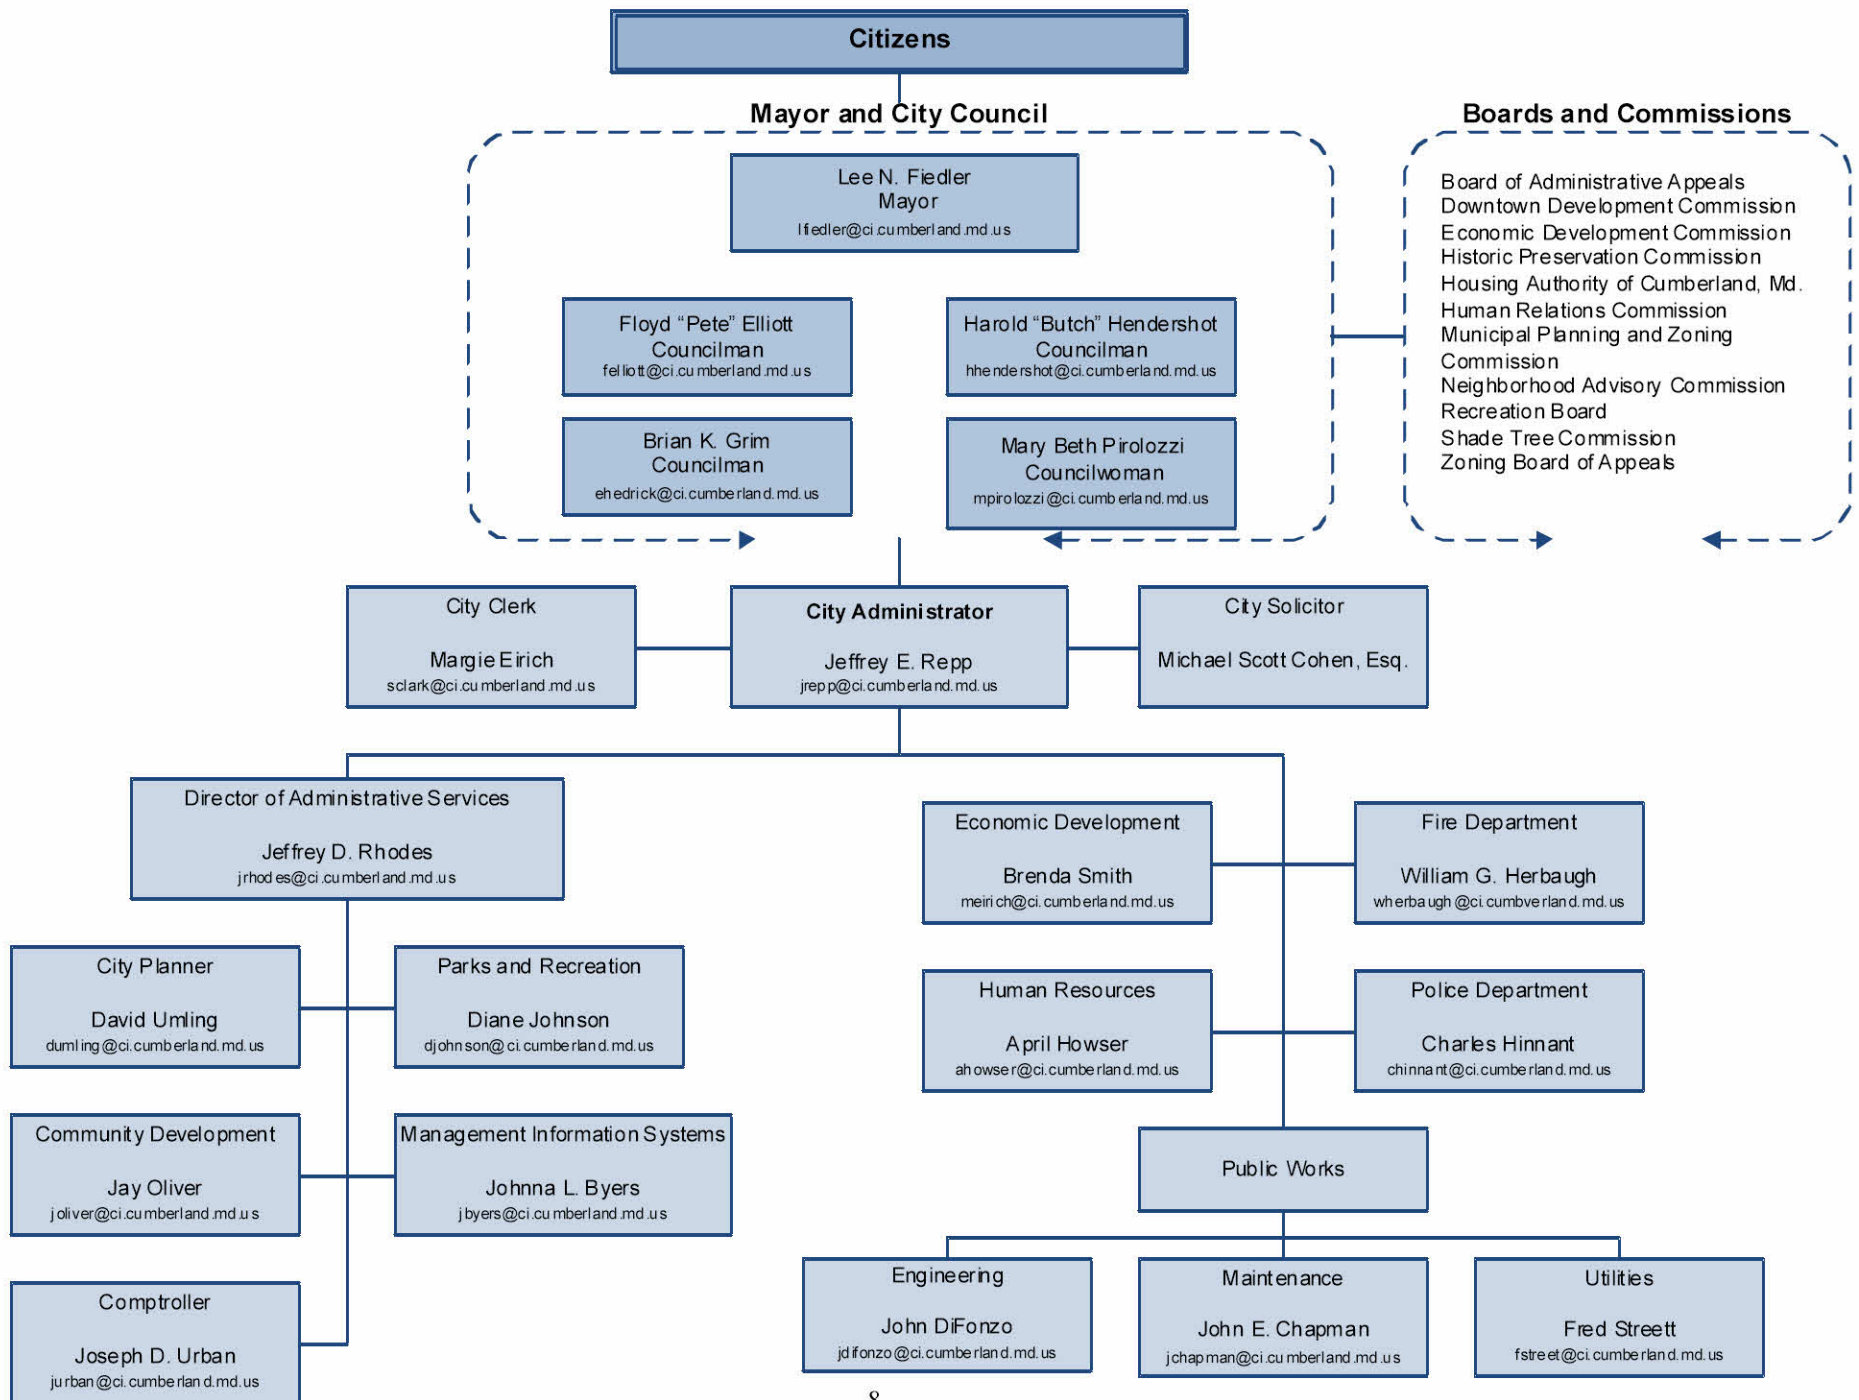 Citizens
Mayor and City Council
Lee N. Fiedler
Mayor
lfiedler@ci.cumberland.md.us
Floyd “Pete” Elliott
Councilman
felliott@ci.cumberland.md.us
Harold “Butch” Hendershot
Councilman
hhendershot@ci.cumberland.md.us
Brian K. Grim
Councilman
ehedrick@ci.cumberland.md.us
Mary Beth Pirolozzi
Councilwoman
mpirolozzi@ci.cumberland.md.us
Boards and Commissions
Board of Administrative Appeals
Downtown Development Commission
Economic Development Commission
Historic Preservation Commission
Housing Authority of Cumberland, Md.
Human Relations Commission
Municipal Planning and Zoning
Commission
Neighborhood Advisory Commission
Recreation Board
Shade Tree Commission
Zoning Board of Appeals
City Clerk
Margie Eirich
sclark@ci.cumberland.md.us
City Administrator
Jeffrey E. Repp
jrepp@ci.cumberland.md.us
City Solicitor
Michael Scott Cohen, Esq.
Director of Administrative Services
Jeffrey D. Rhodes
jrhodes@ci.cumberland.md.us
City Planner
David Umling
dumling@ci.cumberland.md.us
Parks and Recreation
Diane Johnson
djohnson@ci.cumberland.md.us
Community Development
Jay Oliver
joliver@ci.cumberland.md.us
Management Information Systems
Johnna L. Byers
jbyers@ci.cumberland.md.us
Comptroller
Joseph D. Urban
jurban@ci.cumberland.md.us
Economic Development
Brenda Smith
meirich@ci.cumberland.md.us
Fire Department
William G. Herbaugh
wherbaugh@ci.cumbverland.md.us
Human Resources
April Howser
ahowser@ci.cumberland.md.us
Police Department
Charles Hinnant
chinnant@ci.cumberland.md.us
Public Works
Engineering
John DiFonzo
jdifonzo@ci.cumberland.md.us
Maintenance
John E. Chapman
jchapman@ci.cumberland.md.us
Utilities
Fred Streett
fstreet@ci.cumberland.md.us
8